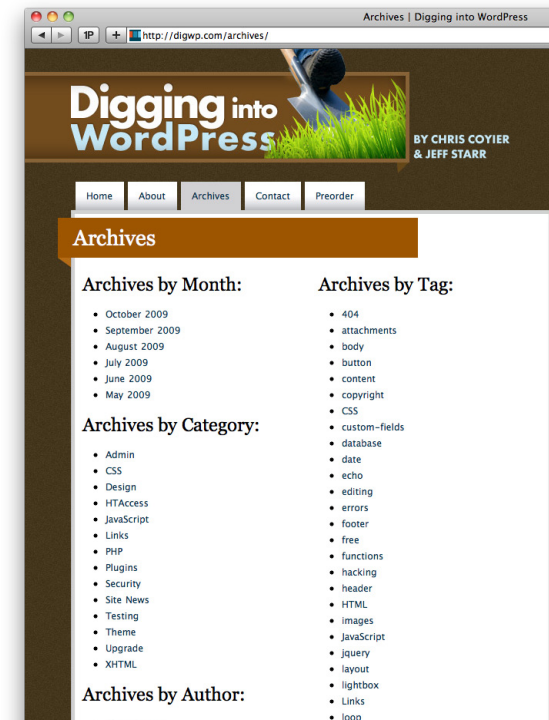 Archives | Digging into WordPress
1P
+
http://digwp.com/archives/
Digging into
WordPress
BY CHRIS COYIER
& JEFF STARR
Home About Archives Contact Preorder
Archives
Archives by Month:
October 2009
September 2009
August 2009
July 2009
June 2009
May 2009
Archives by Category:
Admin
CSS
Design
HTAccess
JavaScript
Links
PHP
Plugins
Security
Site News
Testing
Theme
Upgrade
XHTML
Archives by Author:
Archives by Tag:
404
attachments
body
button
content
copyright
CSS
custom-fields
database
date
echo
editing
errors
footer
free
functions
hacking
header
HTML
images
JavaScript
jquery
layout
lightbox
Links
loop